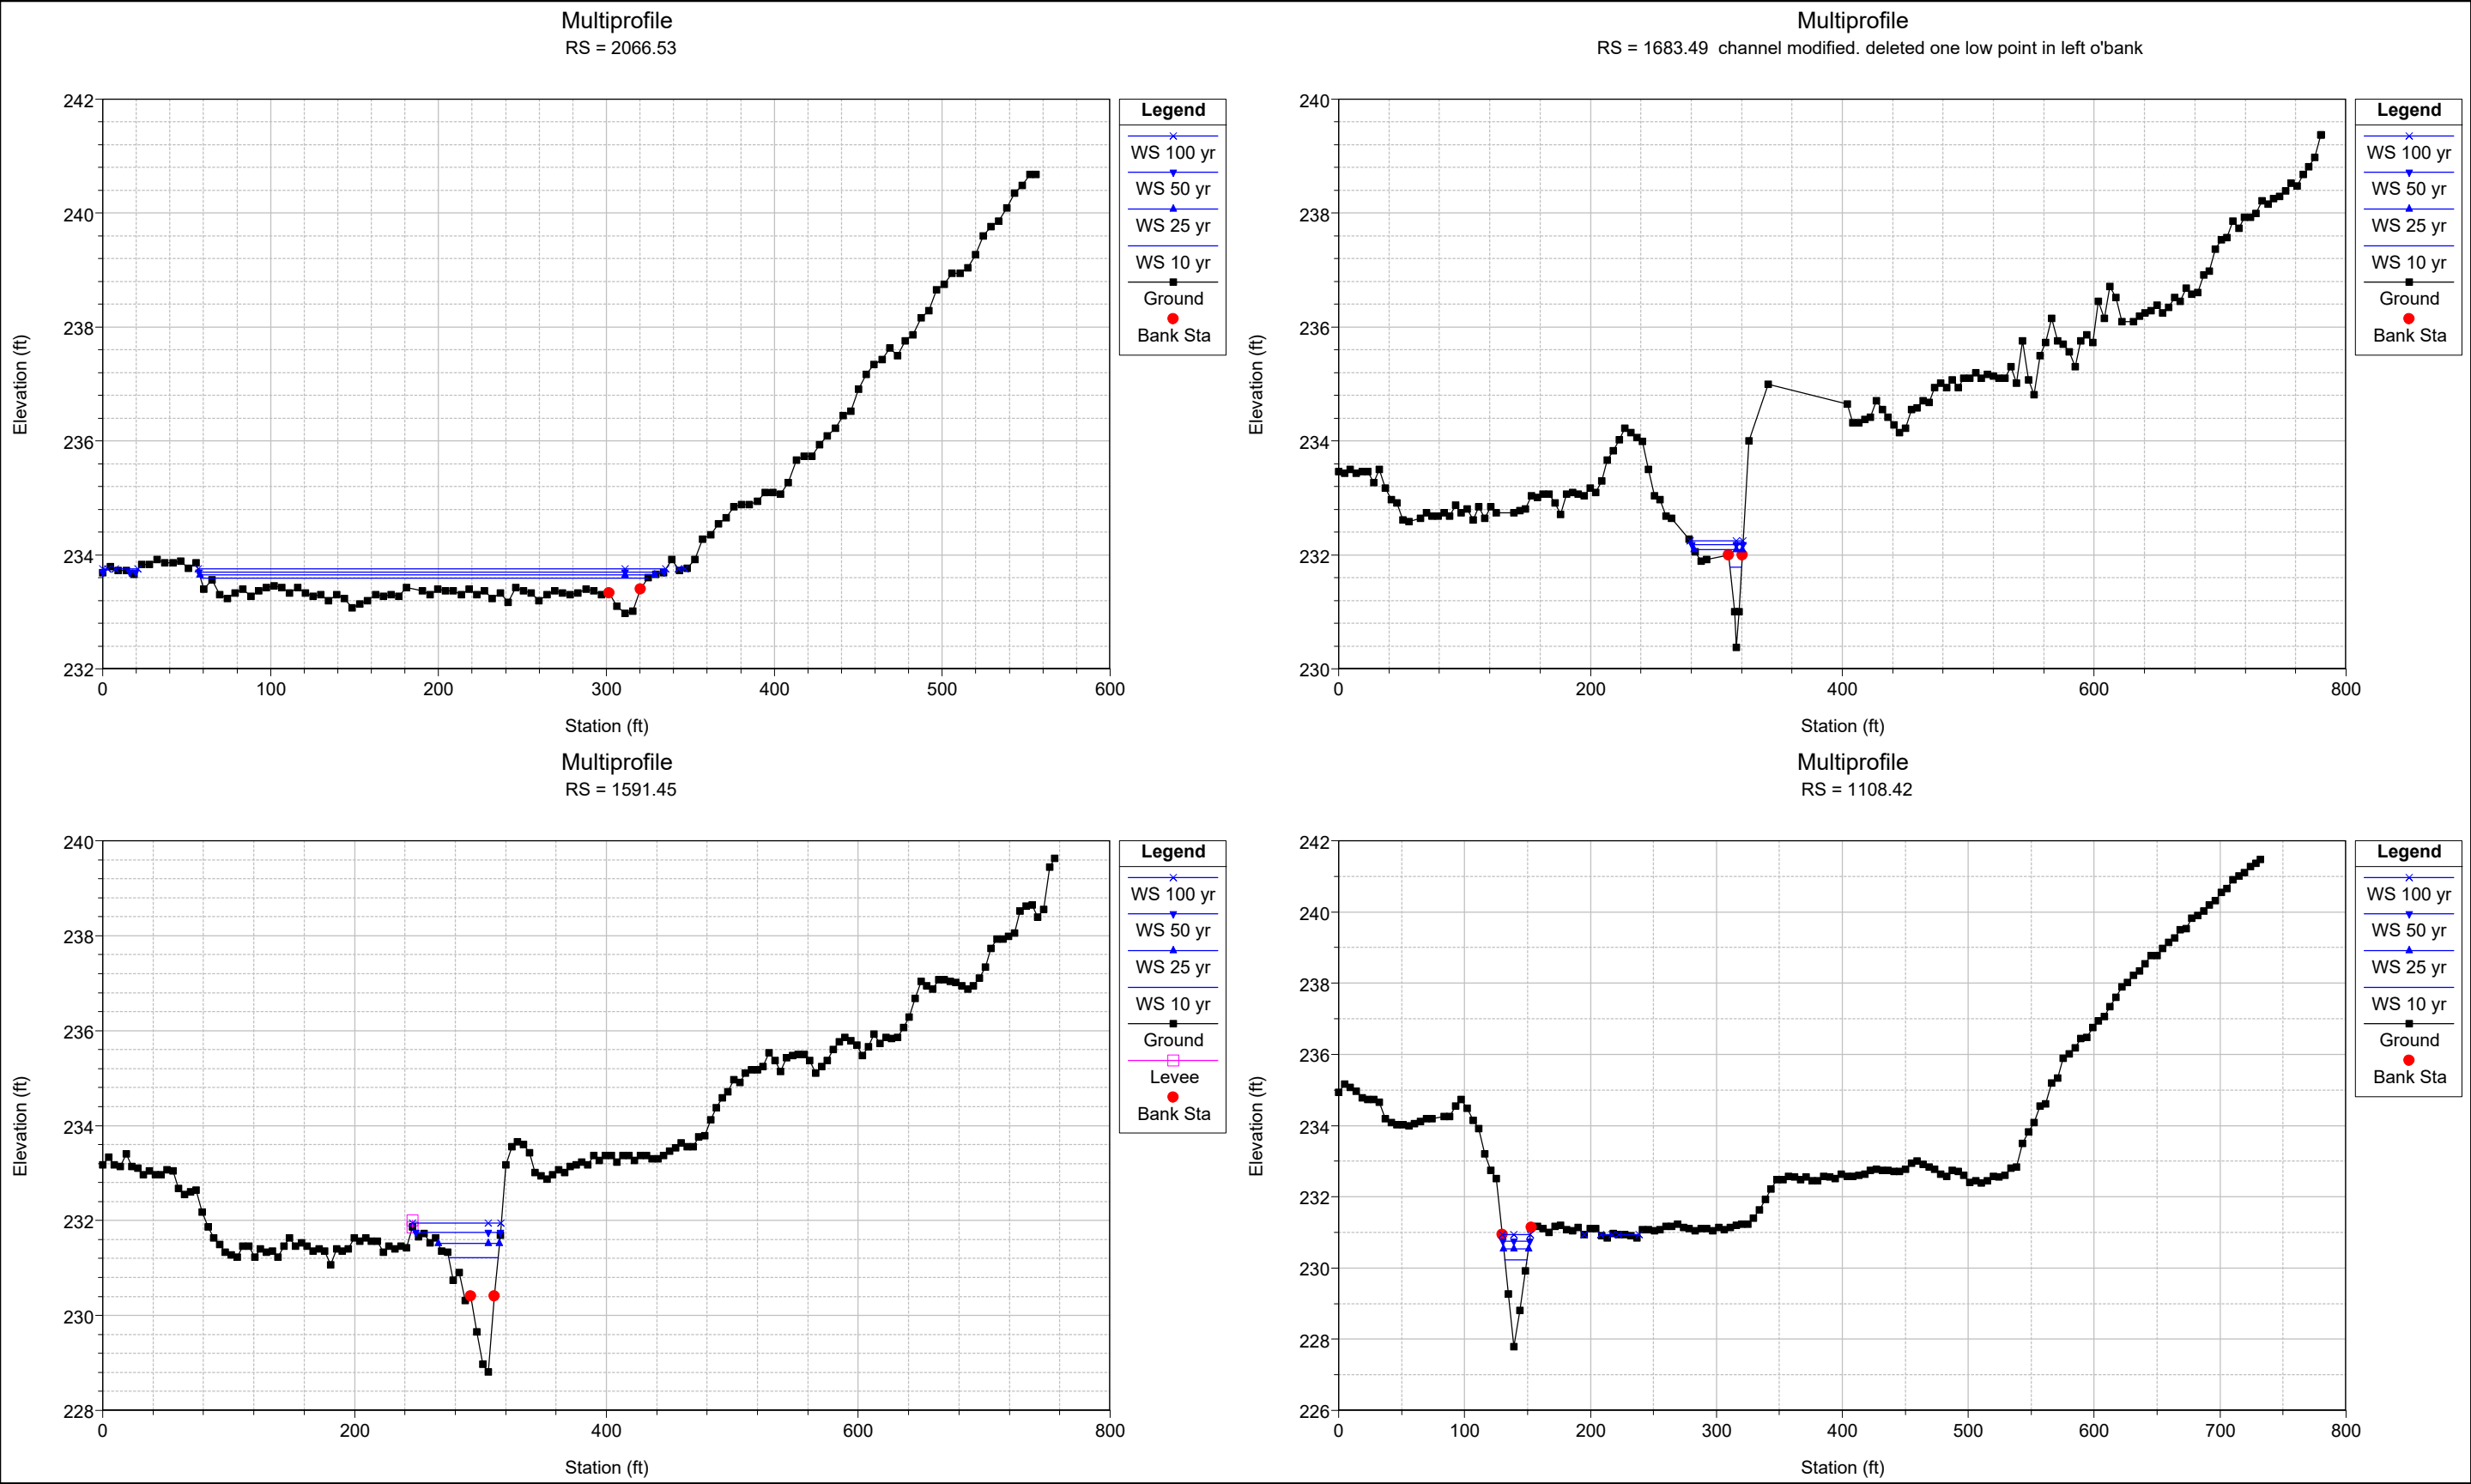 Multiprofile
RS = 2066.53
242
240
238
236
234
232
0
100
200
300
400
500
600
Elevation (ft)
Station (ft)
Legend
WS 100 yr
WS 50 yr
WS 25 yr
WS 10 yr
Ground
Bank Sta
Multiprofile
RS = 1683.49  channel modified. deleted one low point in left o'bank
240
238
236
234
232
230
0
200
400
600
800
Elevation (ft)
Station (ft)
Legend
WS 100 yr
WS 50 yr
WS 25 yr
WS 10 yr
Ground
Bank Sta
Multiprofile
RS = 1591.45
240
238
236
234
232
230
228
0
200
400
600
800
Elevation (ft)
Station (ft)
Legend
WS 100 yr
WS 50 yr
WS 25 yr
WS 10 yr
Ground
Levee
Bank Sta
Multiprofile
RS = 1108.42
242
240
238
236
234
232
230
228
226
0
100
200
300
400
500
600
700
800
Elevation (ft)
Station (ft)
Legend
WS 100 yr
WS 50 yr
WS 25 yr
WS 10 yr
Ground
Bank Sta